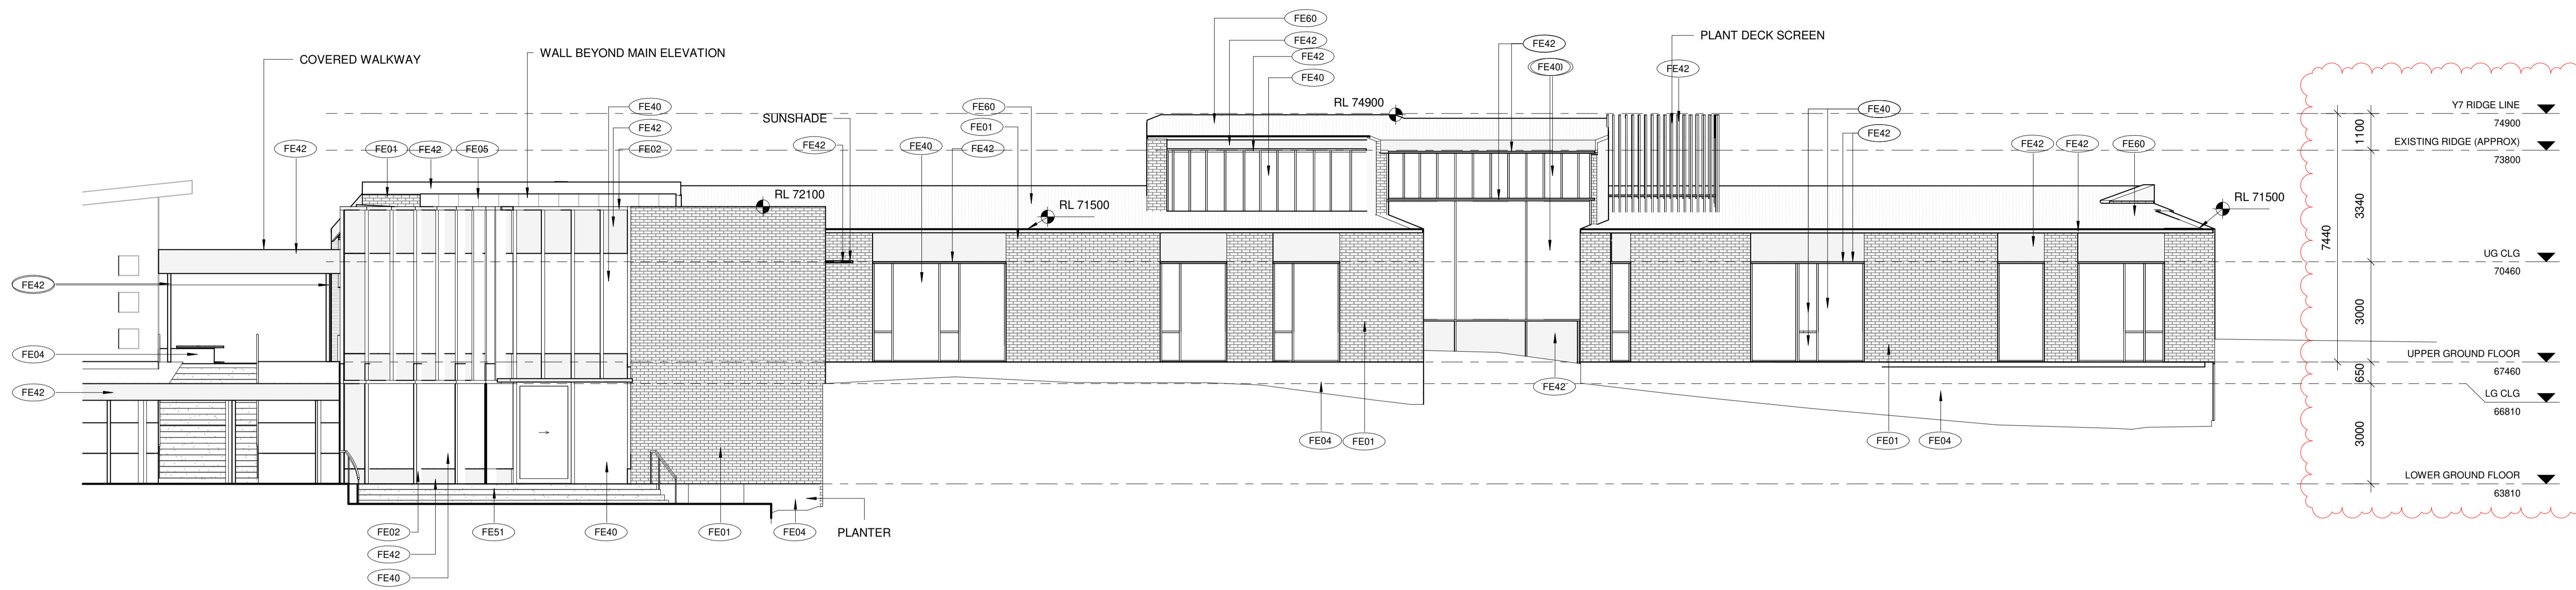 FE60
COVERED WALKWAY
WALL BEYOND MAIN ELEVATION
FE42
FE42
FE40
FE42
FE40
PLANT DECK SCREEN
FE42
FE40
FE42
FE60
FE01
SUNSHADE
RL 74900
FE40
FE42
Y7 RIDGE LINE
74900
FE42
FE01
FE42
FE05
FE02
FE42
FE40
FE42
FE42
FE42
FE60
1100
EXISTING RIDGE (APPROX)
73800
RL 72100
RL 71500
RL 71500
3340
7440
UG CLG
70460
FE42
3000
FE04
UPPER GROUND FLOOR
67460
FE42
FE42
650
LG CLG
66810
FE04
FE01
FE01
FE04
3000
LOWER GROUND FLOOR
63810
FE02
FE51
FE40
FE01
FE04
PLANTER
FE42
FE40